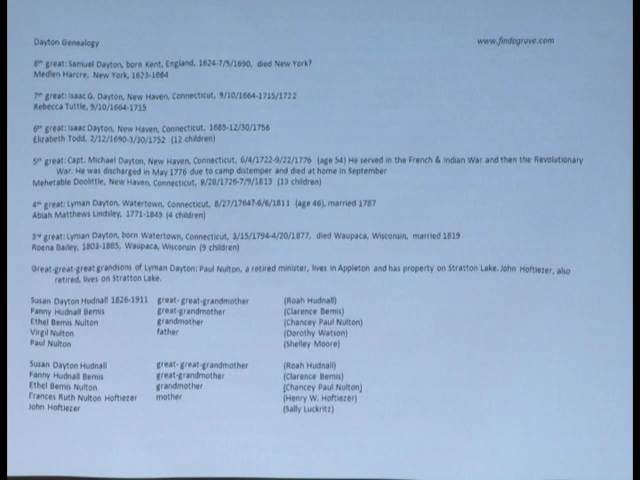 Dayton Genealogy www.findagrave.com
8th great: Samuel Dayton, born Kent, England, 1624-7/5/1690, died New York?
Medlen Harcre, New York, 1623-1664
7th great: Isaac G. Dayton, New Haven, Connecticut, 9/10/1664-1715/1722
Rebecca Tuttle, 9/10/1664-1715
6th great: Isaac Dayton, New Haven, Connecticut, 1685-12/30/1756
Elizabeth Todd, 2/12/1690-3/30/1752 (12 children)
5th great: Capt. Michael Dayton, New Haven, Connecticut, 6/4/1722-9/22/1776 (age 54) He served in the French & Indian War and then the Revolutionary
War. He was discharged in May 1776 due to camp distemper and died at home in September
Mehetable Doolittle, New Haven, Connecticut, 9/28/1726-7/9/1813 (13 children)
4th great: Lyman Dayton, Watertown, Connecticut, 8/27/1764?-6/6/1811 (age 46), married 1787
Abiah Matthews Lindsley, 1771-1845 (4 children)
3rd great: Lyman Dayton, born Watertown, Connecticut, 3/15/1794-4/20/1877, died Waupaca, Wisconsin, married 1819
Roena Bailey, 1803-1865, Waupaca, Wisconsin (9 children)
Great-great-great grandsons of Lyman Dayton: Paul Nulton, a retired minister, lives in Appleton and has property on Stratton Lake. John Hoftiezer, also
retired, lives on Stratton Lake.
Susan Dayton Hudnall 1826-1911 great- great-grandmother (Roah Hudnall)
Fanny Hudnall Bemis great-grandmother (Clarence Bemis)
Ethel Bemis Nulton grandmother (Chancey Paul Nulton)
Virgil Nulton father (Dorothy Watson)
Paul Nulton (Shelley Moore)
Susan Dayton Hudnall great- great-grandmother (Roah Hudnall)
Fanny Hudnall Bemis great-grandmother (Clarence Bemis)
Ethel Bemis Nulton grandmother (Chancey Paul Nulton)
Frances Ruth Nulton Hoftiezer mother (Henry W. Hoftiezer)
John Hoftiezer (Sally Luckritz)